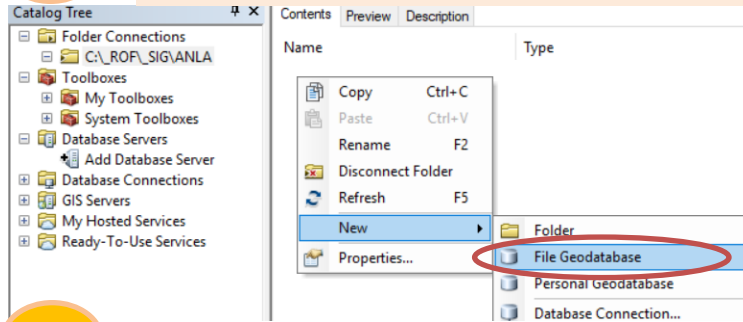 Catalog Tree
Folder Connections
C:\_ROF\_SIG\ANLA
Toolboxes
My Toolboxes
System Toolboxes
Database Servers
Add Database Server
Database Connections
GIS Servers
My Hosted Services
Ready-To-Use Services
Contents Preview Description
Name Type
Copy Ctrl+C
Paste Ctrl+V
Rename F2
Disconnect Folder
Refresh F5
New
Properties...
Folder
File Geodatabase
Personal Geodatabase
Database Connection...